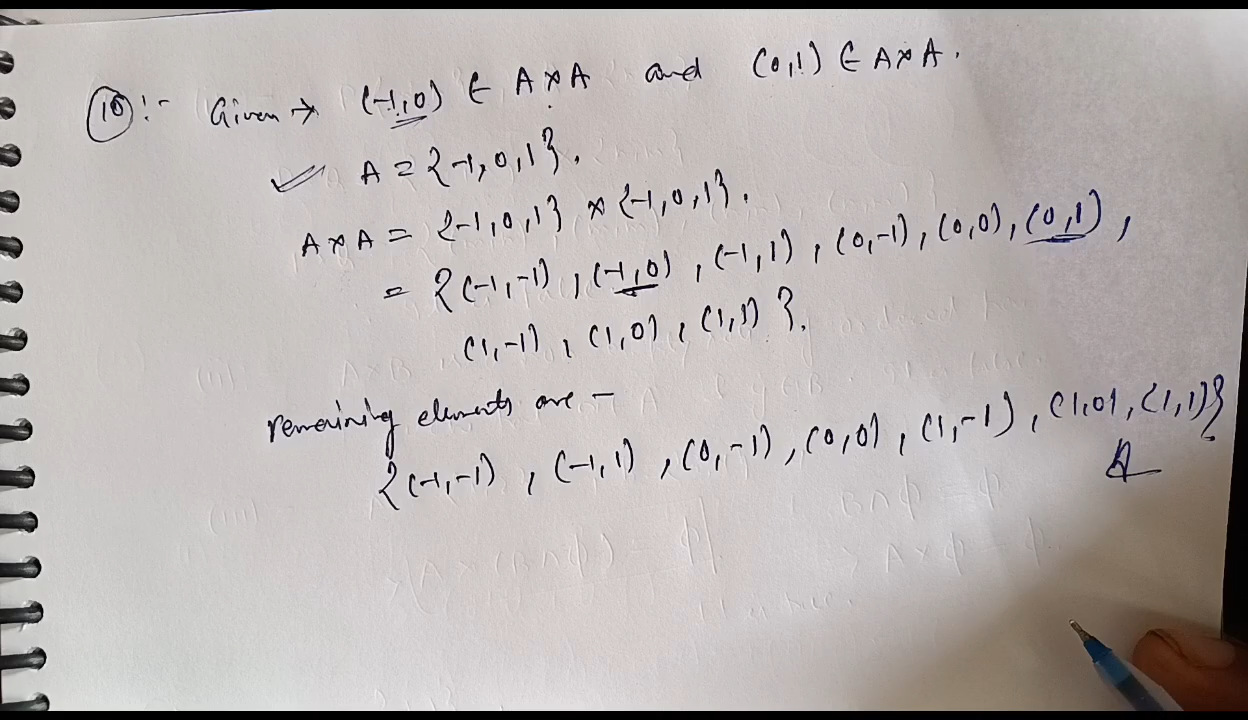 10:- Given → (-1,0) ∈ A×A and (0,1) ∈ A×A.
✓ A = {-1,0,1}.
A×A = {-1,0,1} × {-1,0,1}.
= {(-1,-1), (-1,0), (-1,1), (0,-1), (0,0), (0,1),
(1,-1), (1,0), (1,1)}.
remaining elements are -
{(-1,-1), (-1,1), (0,-1), (0,0), (1,-1), (1,0), (1,1)}